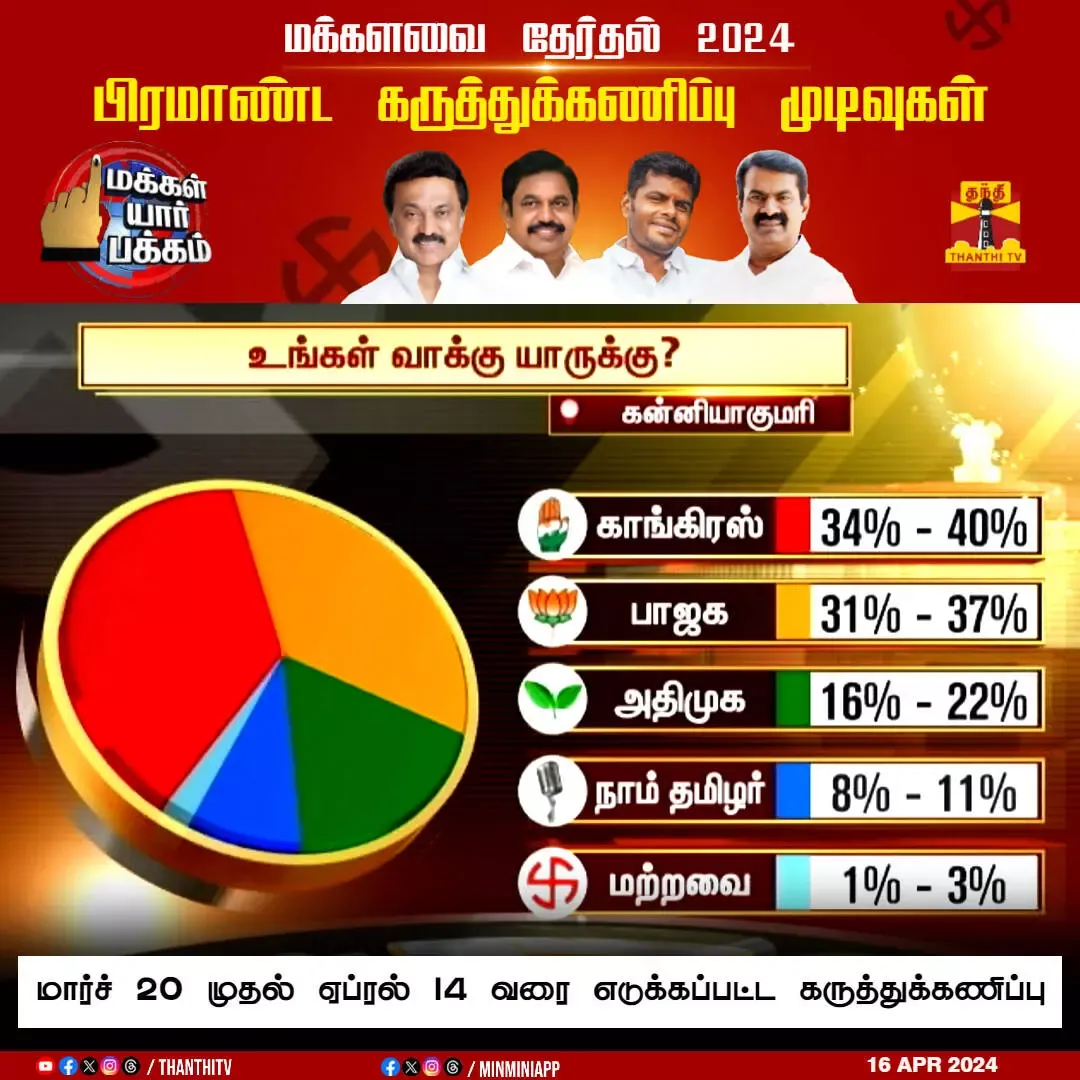 மக்களவை தேர்தல் 2024
பிரமாண்ட கருத்துக்கணிப்பு முடிவுகள்
மக்கள்
யார்
பக்கம்
தந்தி
THANTHI TV
உங்கள் வாக்கு யாருக்கு?
கன்னியாகுமரி
காங்கிரஸ் 34% - 40%
பாஜக 31% - 37%
அதிமுக 16% - 22%
நாம் தமிழர் 8% - 11%
மற்றவை 1% - 3%
மார்ச் 20 முதல் ஏப்ரல் 14 வரை எடுக்கப்பட்ட கருத்துக்கணிப்பு
/ THANTHITV / MINMINIAPP 16 APR 2024